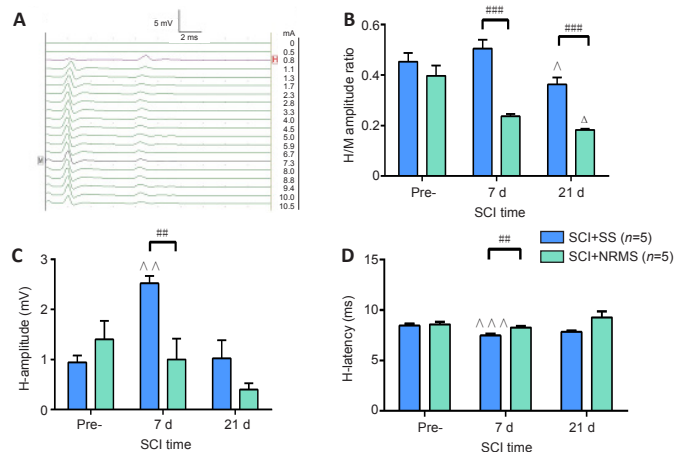 A
5 mV
2 ms
mA
0
0.5
H
0.8
1.1
1.3
1.7
2.3
2.8
3.3
4.0
4.5
5.0
5.9
6.7
M
7.3
8.0
8.8
9.4
10.0
10.5
B
###
###
0.6
0.4
0.2
0
^
Δ
H/M amplitude ratio
Pre- 7 d 21 d
SCI time
C
##
^ ^
3
2
1
0
H-amplitude (mV)
Pre- 7 d 21 d
SCI time
D
SCI+SS (n=5)
SCI+NRMS (n=5)
##
^ ^ ^
15
10
5
0
H-latency (ms)
Pre- 7 d 21 d
SCI time